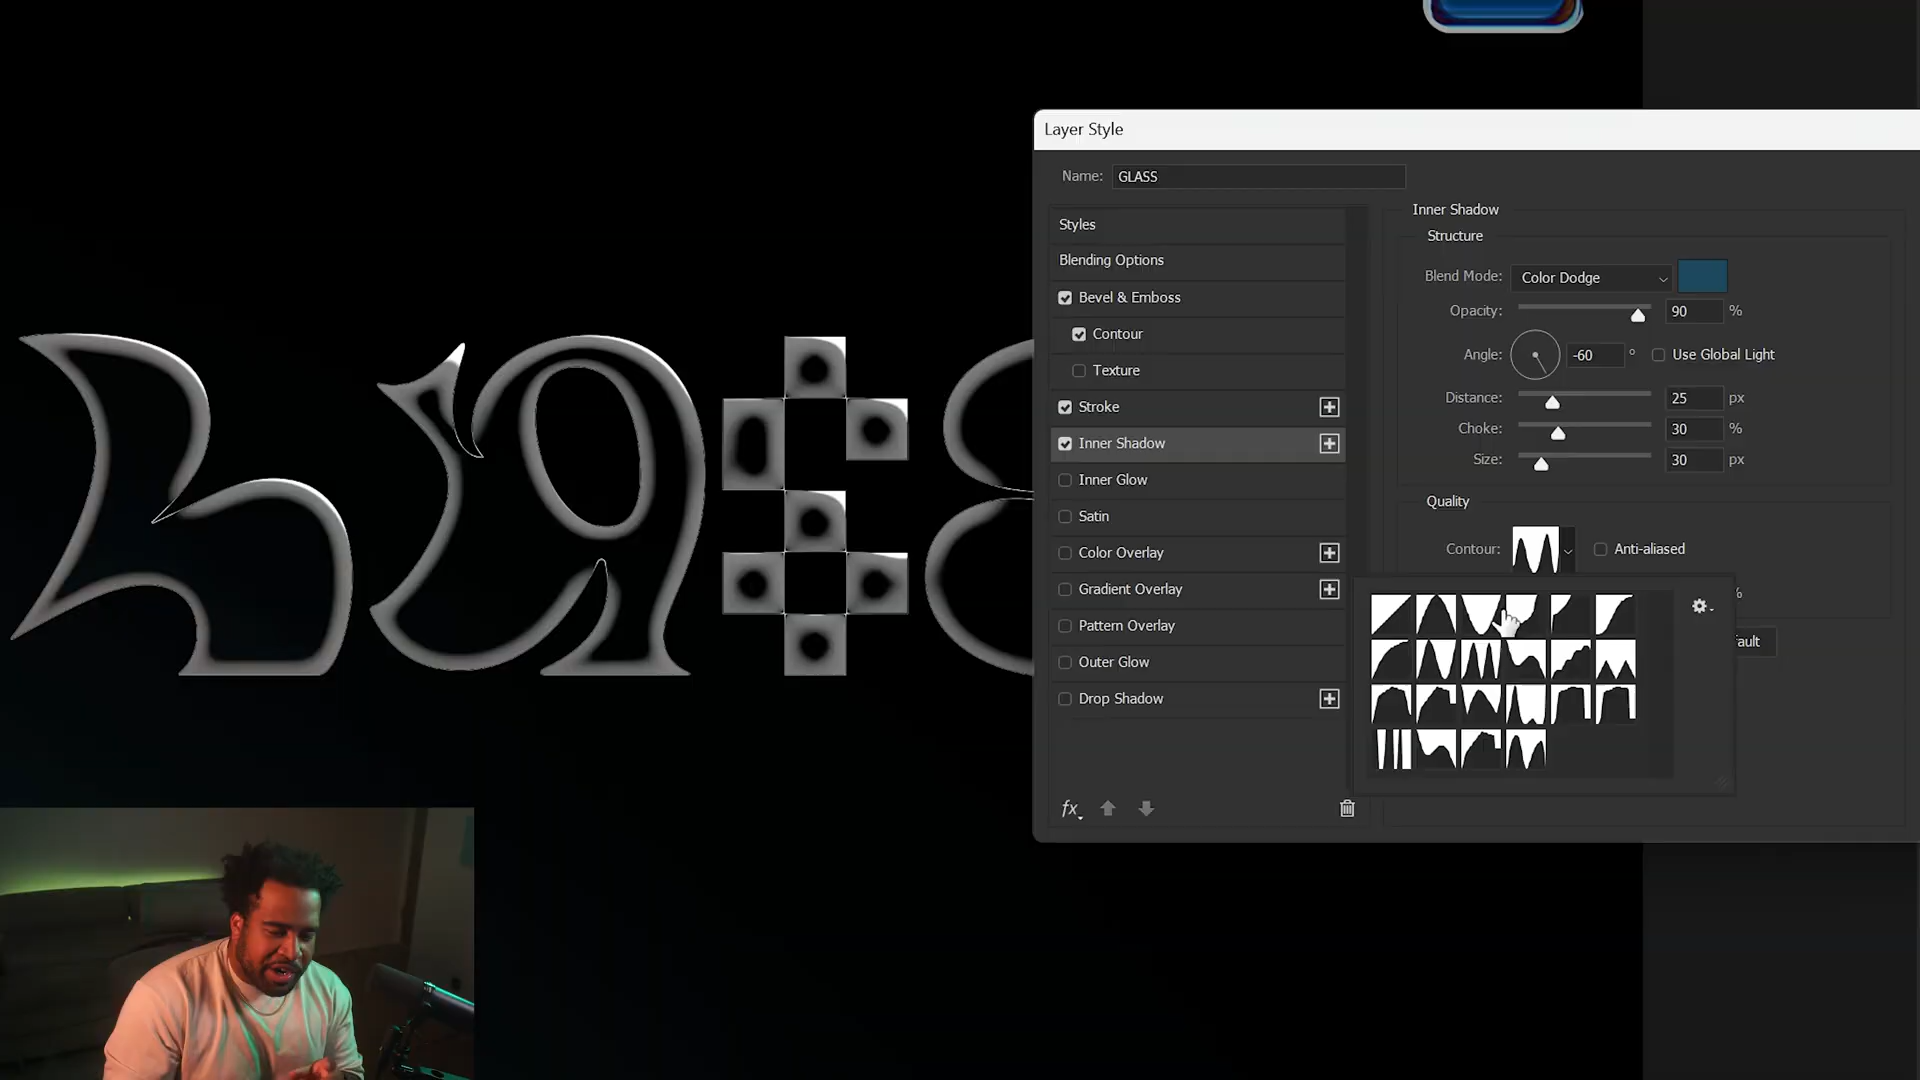 Layer Style
Name: GLASS
Styles
Blending Options
Bevel & Emboss
Contour
Texture
Stroke
Inner Shadow
Inner Glow
Satin
Color Overlay
Gradient Overlay
Pattern Overlay
Outer Glow
Drop Shadow
fx
Inner Shadow
Structure
Blend Mode: Color Dodge
Opacity: 90 %
Angle: -60 ° Use Global Light
Distance: 25 px
Choke: 30 %
Size: 30 px
Quality
Contour: Anti-aliased
%
ault